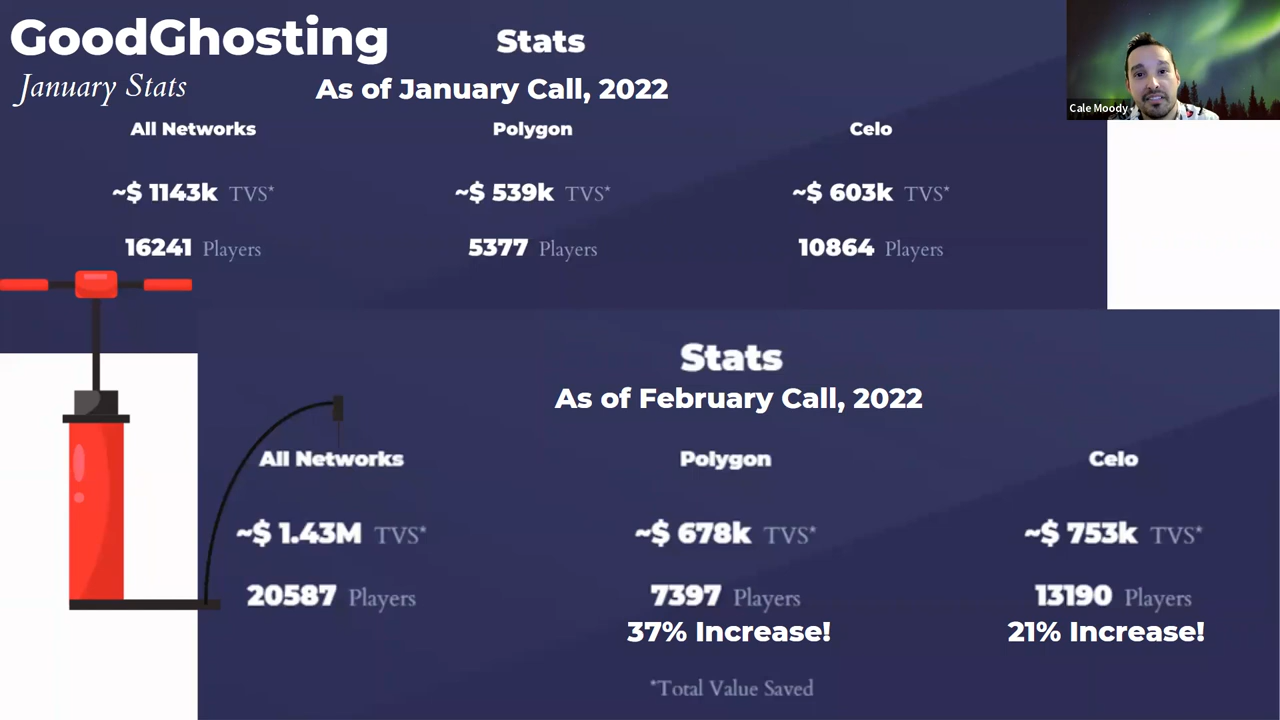 GoodGhosting
January Stats
Stats
As of January Call, 2022
All Networks Polygon Celo
~$ 1143k TVS* ~$ 539k TVS* ~$ 603k TVS*
16241 Players 5377 Players 10864 Players
Cale Moody
Stats
As of February Call, 2022
All Networks Polygon Celo
~$ 1.43M TVS* ~$ 678k TVS* ~$ 753k TVS*
20587 Players 7397 Players 13190 Players
37% Increase! 21% Increase!
*Total Value Saved